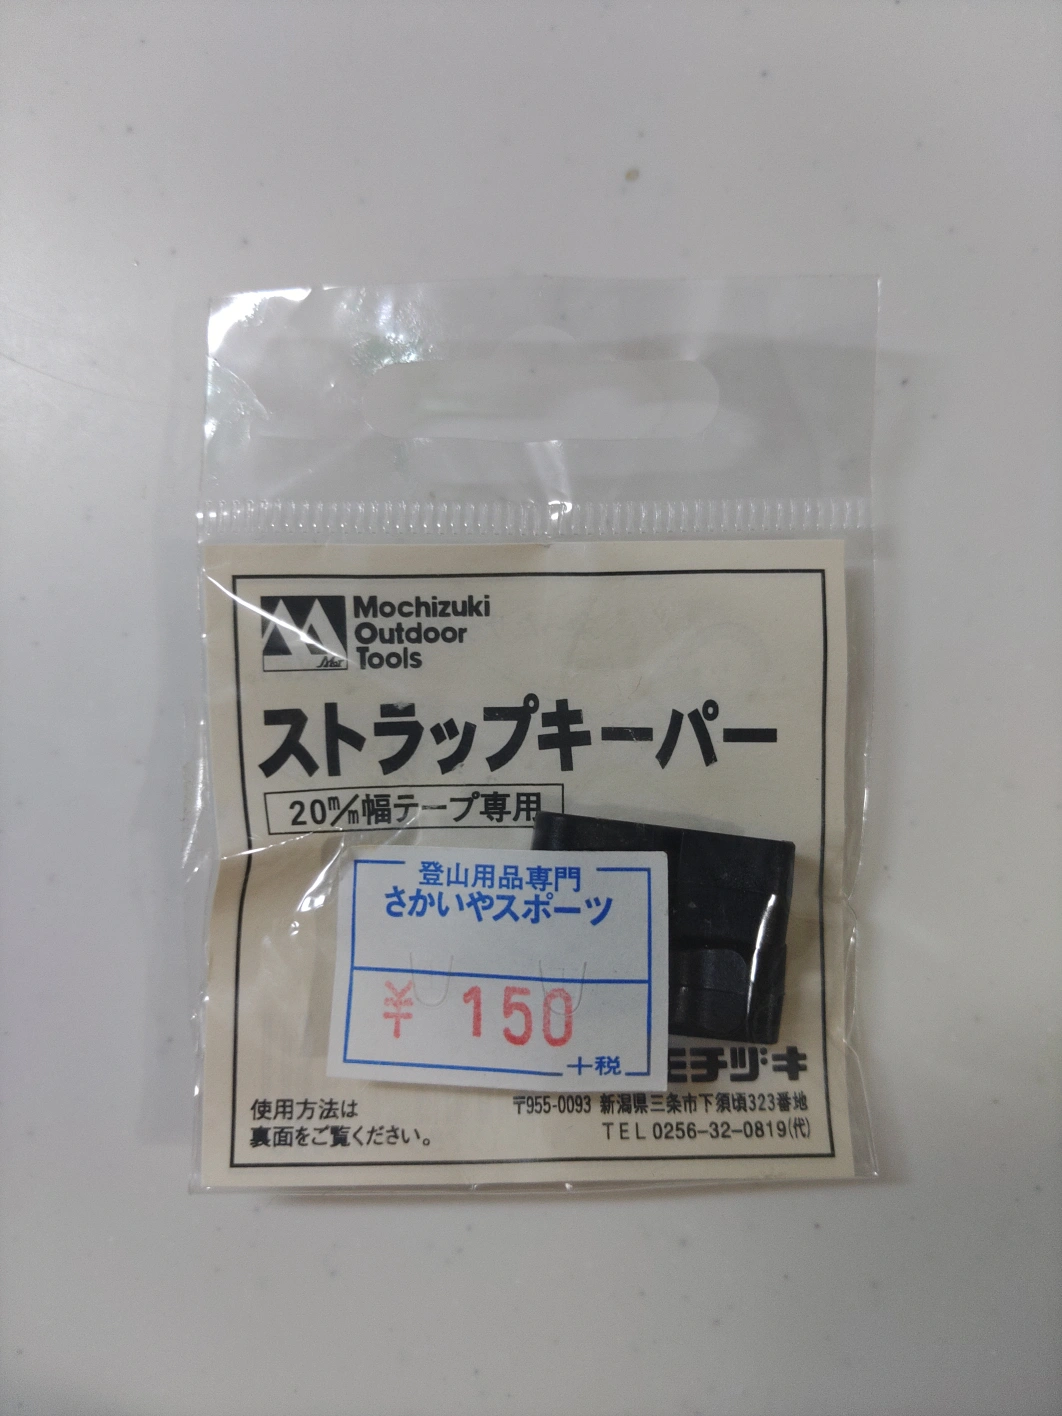 Mochizuki
Outdoor
Tools
ストラップキーパー
20m/m幅テープ専用
登山用品専門
さかいやスポーツ
¥ 150
+税
モチヅキ
使用方法は
裏面をご覧ください。
〒955-0093 新潟県三条市下須頃323番地
TEL 0256-32-0819(代)